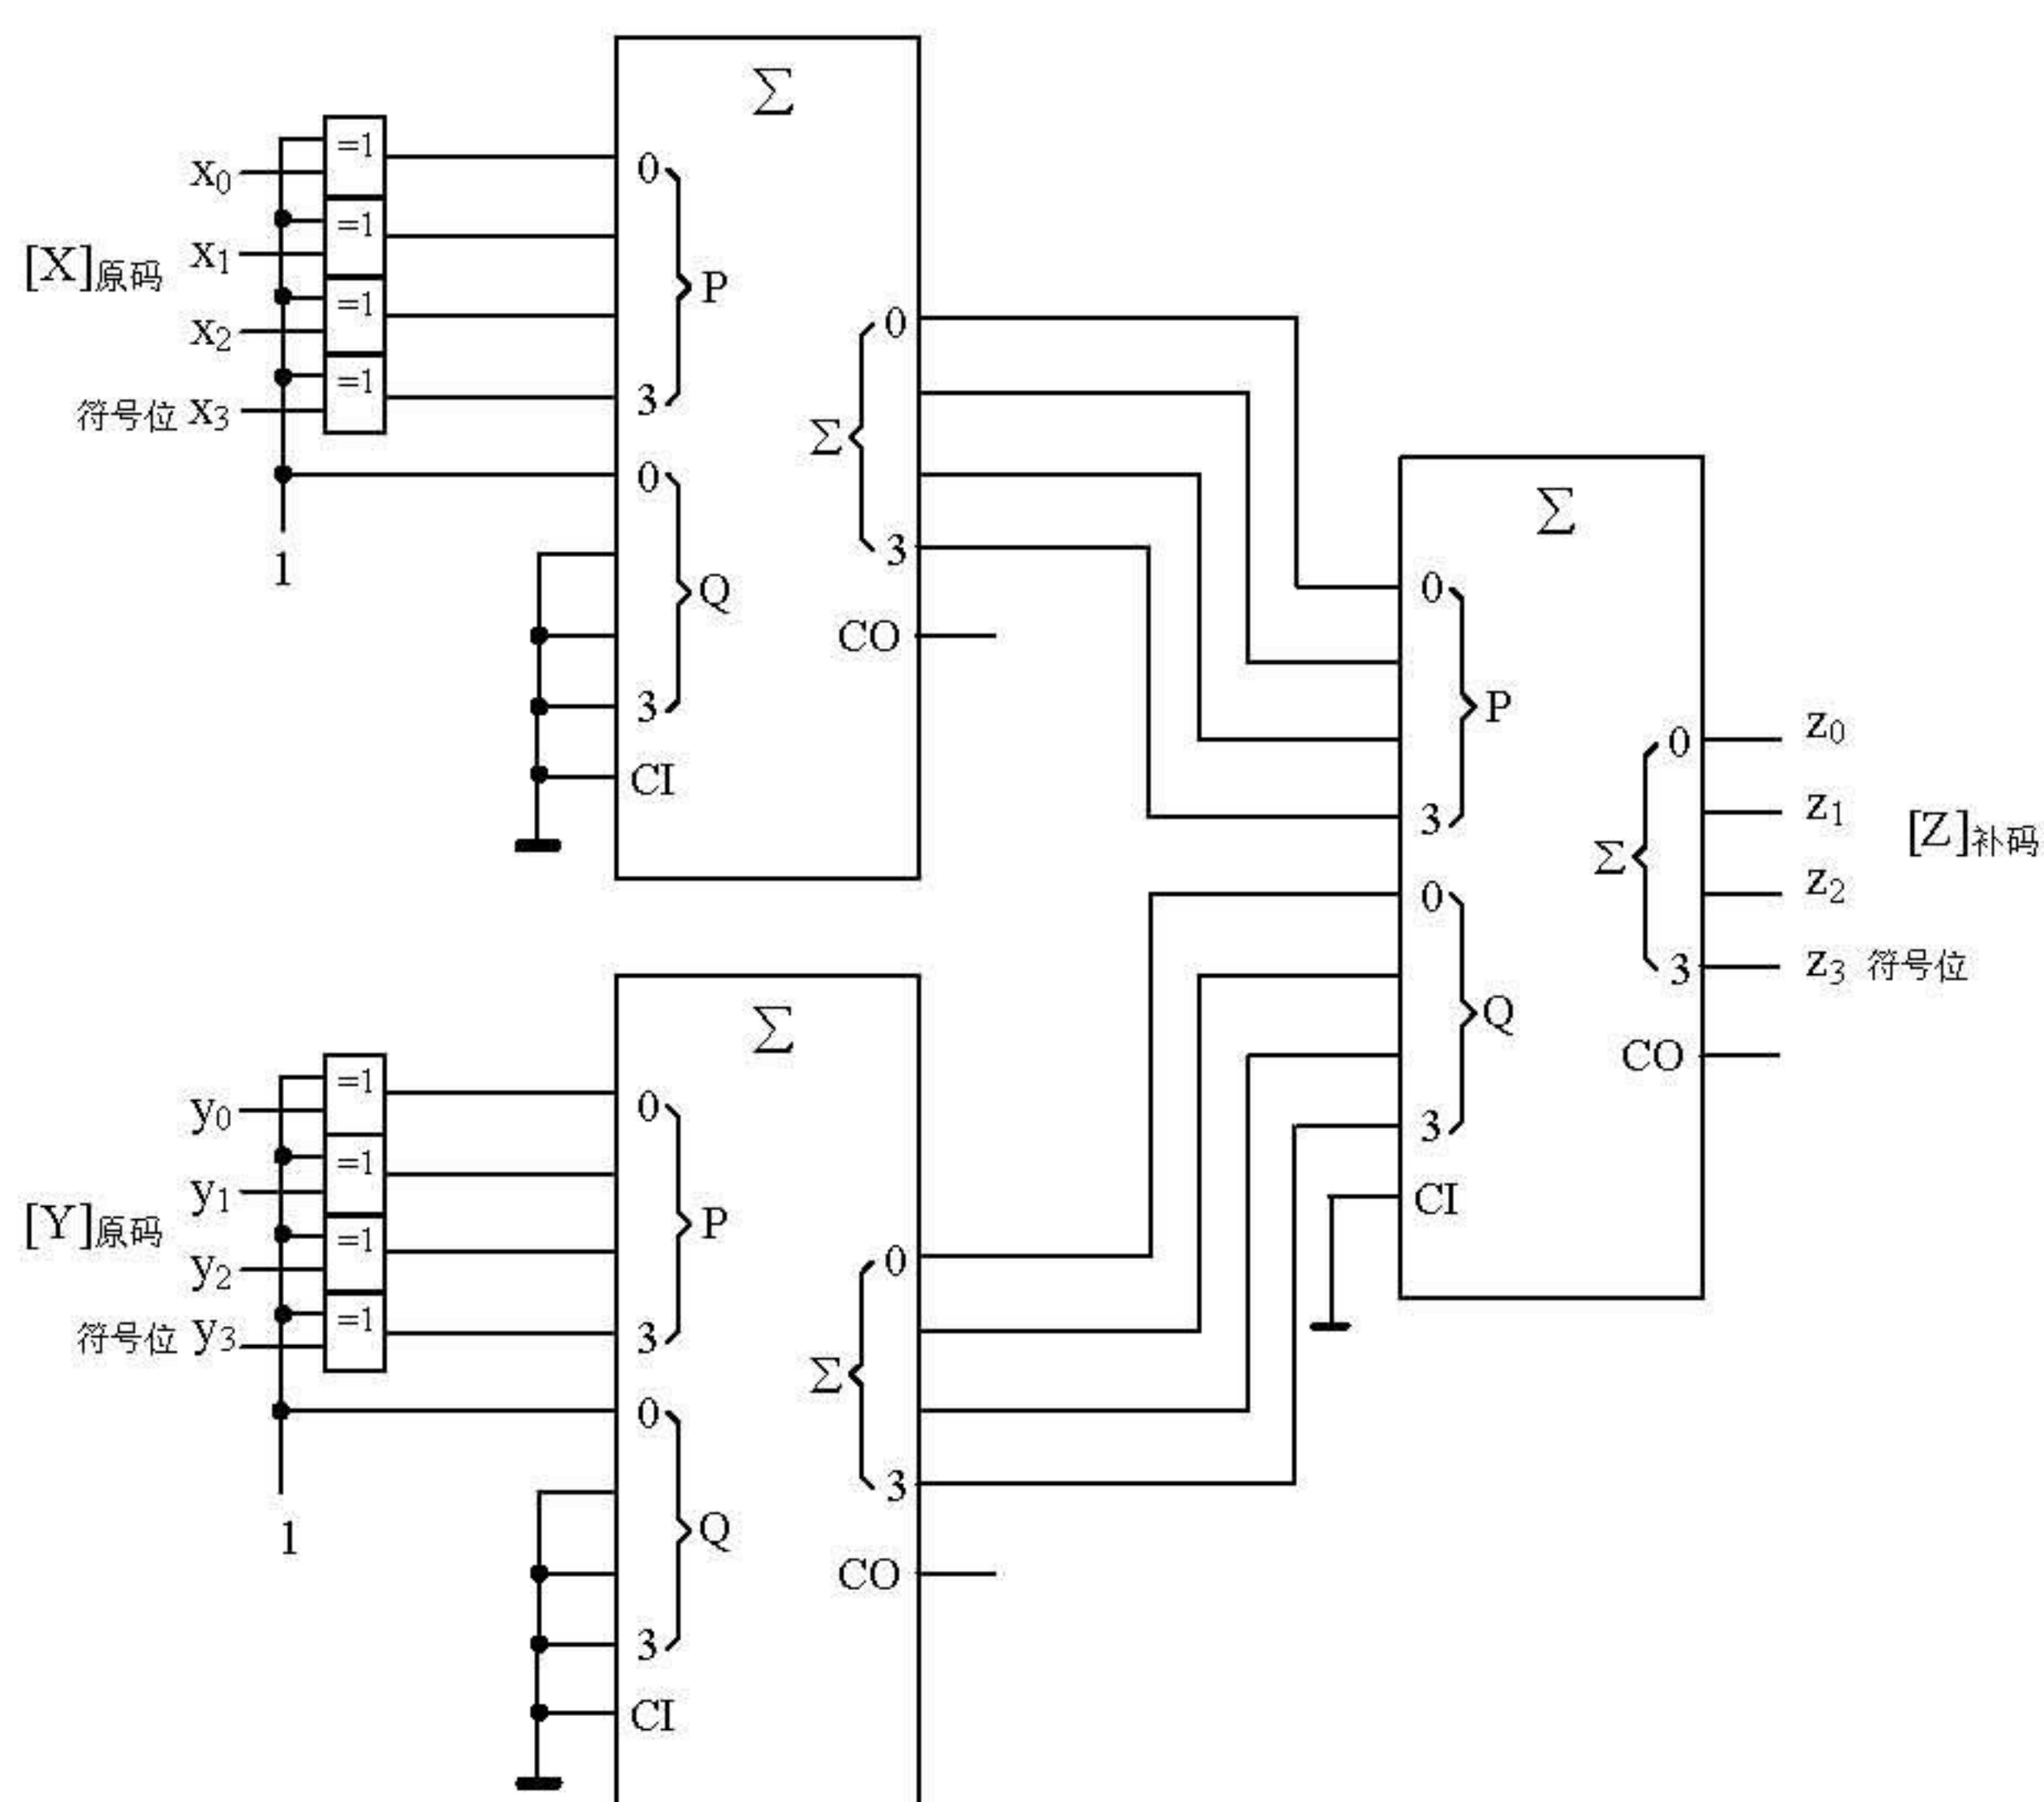 Σ
=1
x₀
=1
[X]原码 x₁
=1
x₂
=1
符号位 x₃
1
0
P
3
0
Q
3
CI
0
Σ
3
CO
Σ
0
P
3
0
Q
3
CI
0 z₀
z₁
Σ [Z]补码
z₂
3 z₃ 符号位
CO
Σ
=1
y₀
=1
[Y]原码 y₁
=1
y₂
=1
符号位 y₃
1
0
P
3
0
Q
3
CI
0
Σ
3
CO